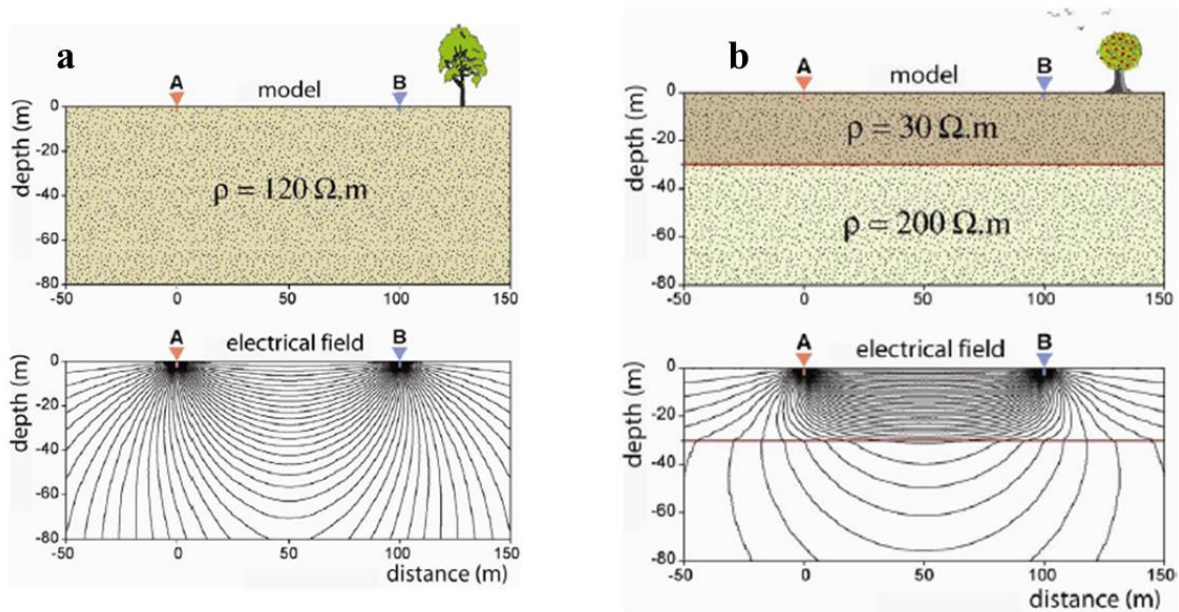 a
A
model
B
depth (m)
0
-20
-40
-60
-80
ρ = 120 Ω.m
-50 0 50 100 150
A
electrical field
B
depth (m)
0
-20
-40
-60
-80
-50 0 50 100 150
distance (m)
b
A
model
B
depth (m)
0
-20
-40
-60
-80
ρ = 30 Ω.m
ρ = 200 Ω.m
-50 0 50 100 150
A
electrical field
B
depth (m)
0
-20
-40
-60
-80
-50 0 50 100 150
distance (m)